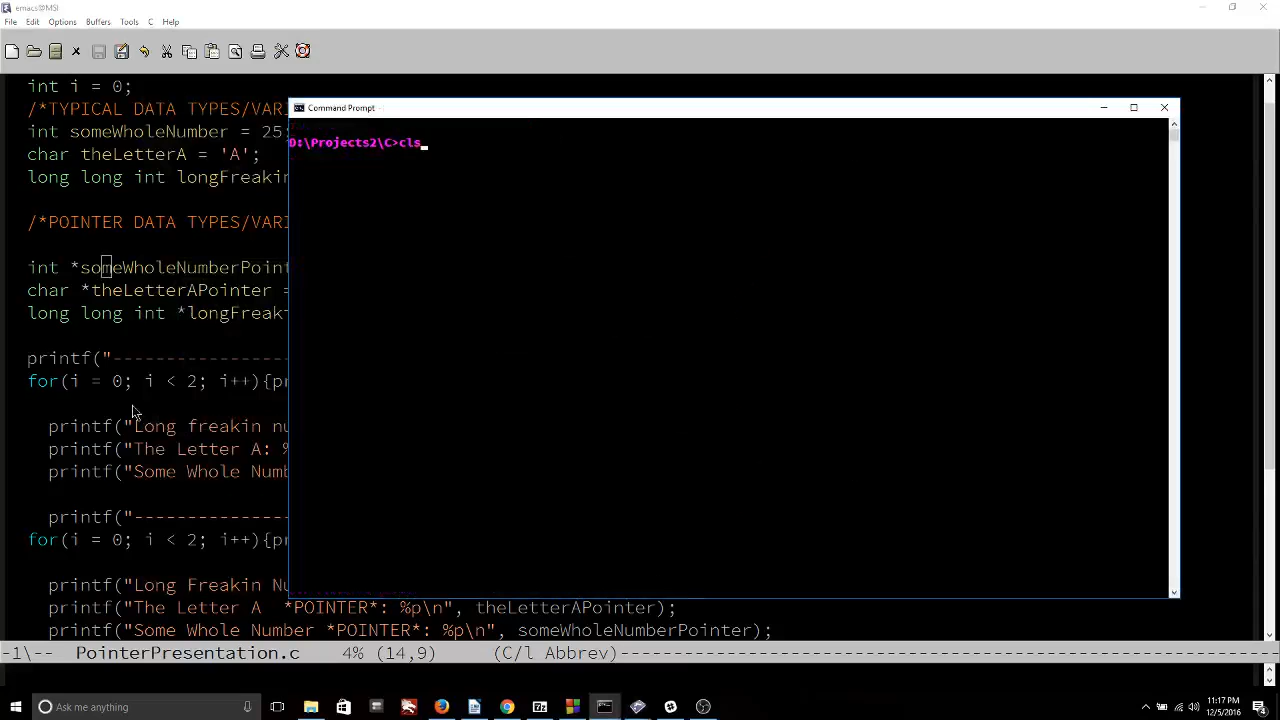 emacs@MSI
File Edit Options Buffers Tools C Help
int i = 0;
/*TYPICAL DATA TYPES/VARI
int someWholeNumber = 25;
char theLetterA = 'A';
long long int longFreakin
/*POINTER DATA TYPES/VARI
int *someWholeNumberPoint
char *theLetterAPointer =
long long int *longFreaki
printf("-----------------
for(i = 0; i < 2; i++){pr
printf("Long freakin nu
printf("The Letter A: %
printf("Some Whole Numb
printf("---------------
for(i = 0; i < 2; i++){pr
printf("Long Freakin Nu
printf("The Letter A  *POINTER*: %p\n", theLetterAPointer);
printf("Some Whole Number *POINTER*: %p\n", someWholeNumberPointer);
Command Prompt
D:\Projects2\C>cls
-1\--  PointerPresentation.c    4% (14,9)      (C/l Abbrev)
Ask me anything
11:17 PM
12/5/2016